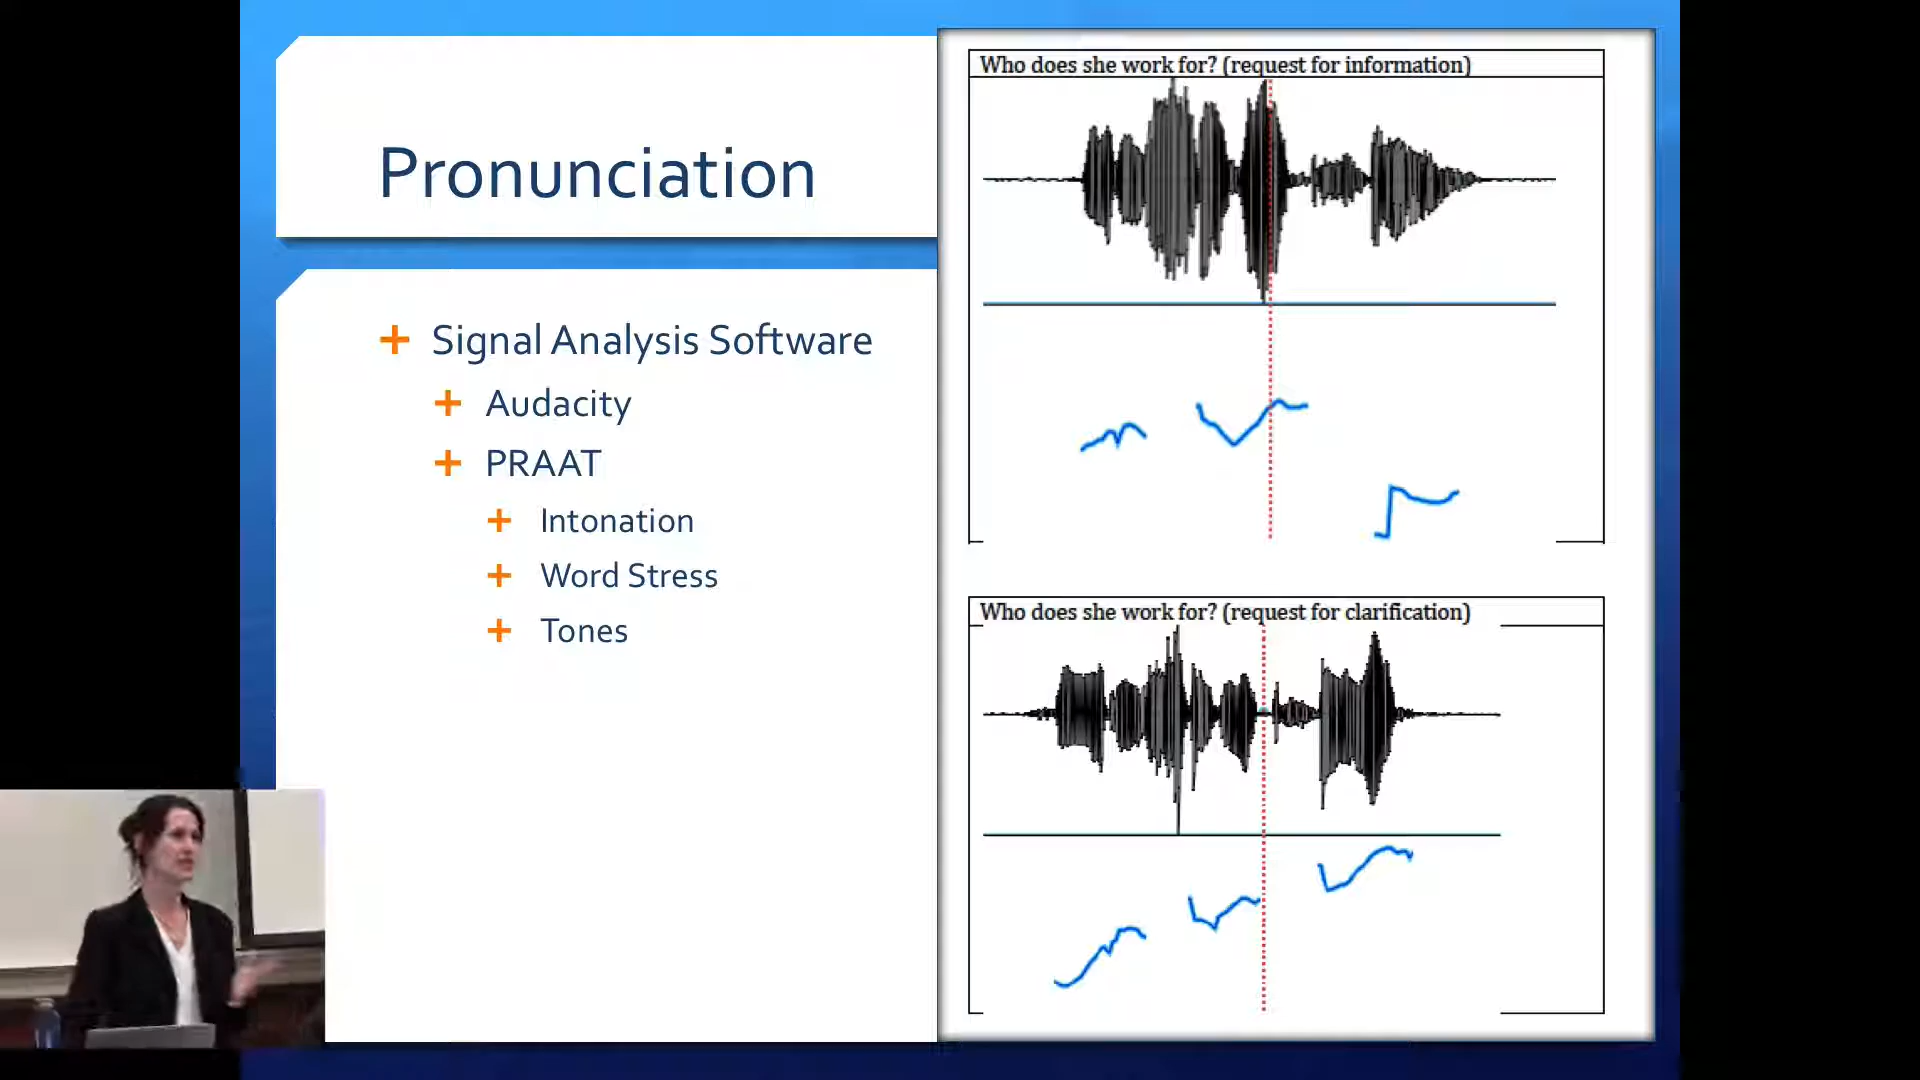 Pronunciation
Signal Analysis Software
Audacity
PRAAT
Intonation
Word Stress
Tones
Who does she work for? (request for information)
Who does she work for? (request for clarification)